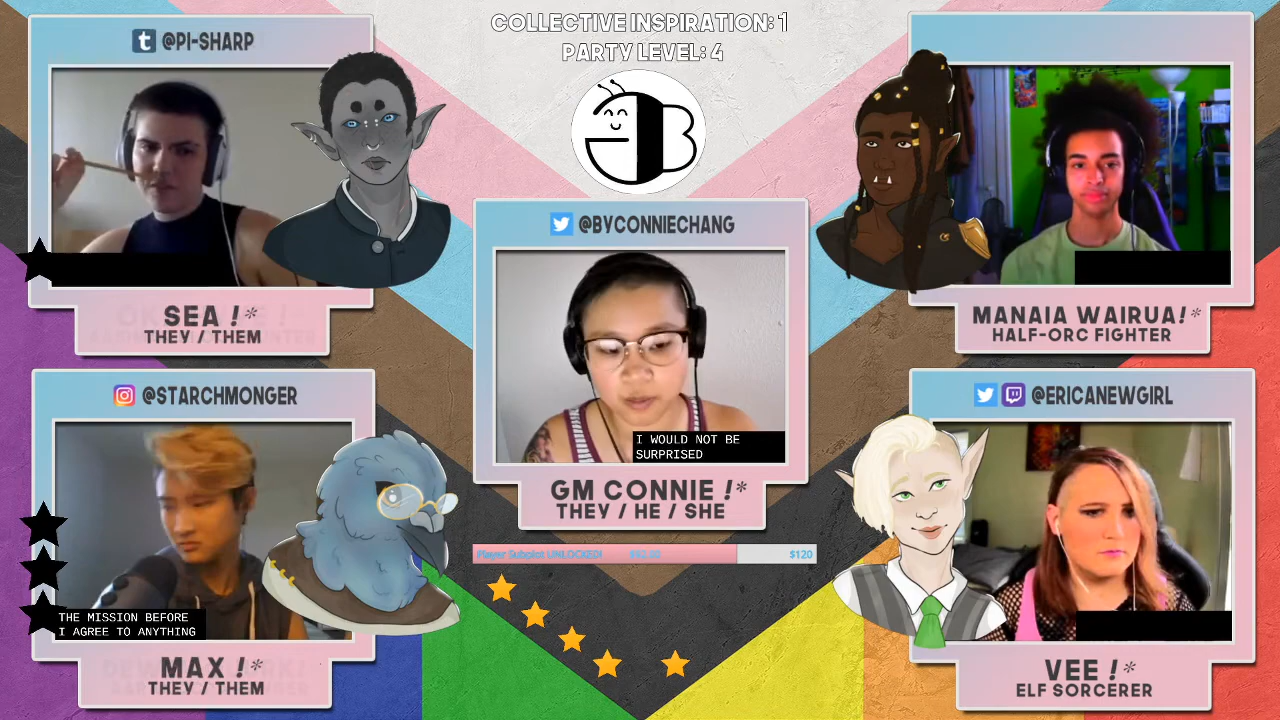 COLLECTIVE INSPIRATION: 1
PARTY LEVEL: 4
@PI-SHARP
SEA !*
THEY / THEM
@BYCONNIECHANG
I WOULD NOT BE
SURPRISED
GM CONNIE !*
THEY / HE / SHE
MANAIA WAIRUA!*
HALF-ORC FIGHTER
@STARCHMONGER
THE MISSION BEFORE
I AGREE TO ANYTHING
MAX !*
THEY / THEM
Player Subplot UNLOCKED!
$120
@ERICANEWGIRL
VEE !*
ELF SORCERER